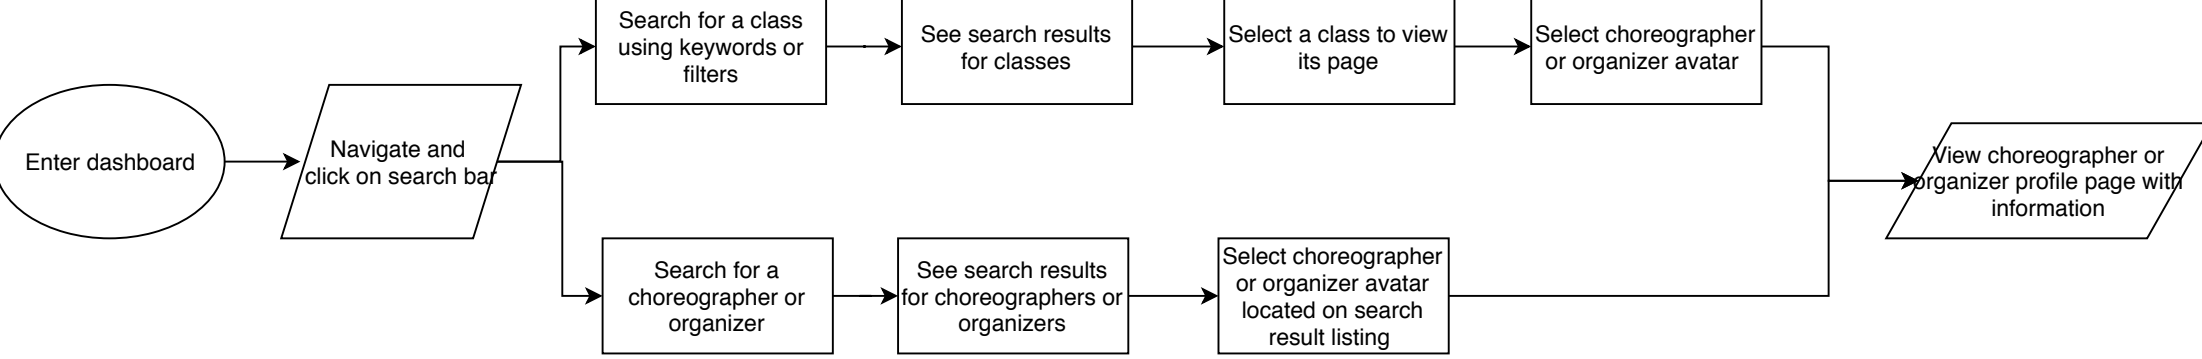 Enter dashboard
Navigate and
click on search bar
Search for a class
using keywords or
filters
See search results
for classes
Select a class to view
its page
Select choreographer
or organizer avatar
Search for a
choreographer or
organizer
See search results
for choreographers or
organizers
Select choreographer
or organizer avatar
located on search
result listing
View choreographer or
organizer profile page with
information